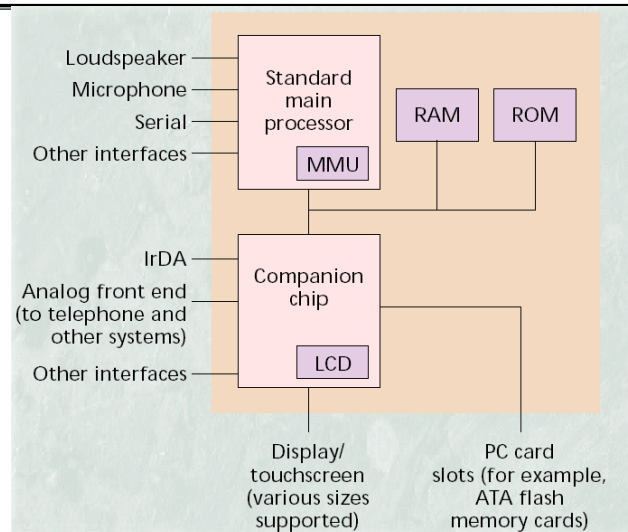 Loudspeaker
Microphone
Serial
Other interfaces
Standard
main
processor
MMU
RAM
ROM
IrDA
Analog front end
(to telephone and
other systems)
Other interfaces
Companion
chip
LCD
Display/
touchscreen
(various sizes
supported)
PC card
slots (for example,
ATA flash
memory cards)